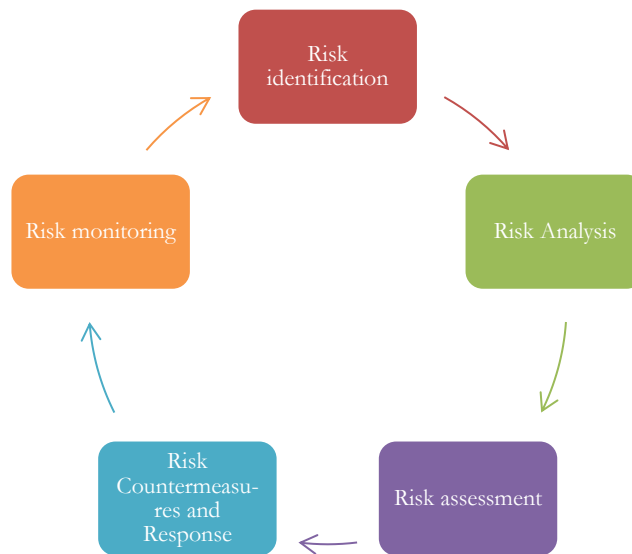 Risk
identification
Risk Analysis
Risk assessment
Risk
Countermeasu-
res and
Response
Risk monitoring